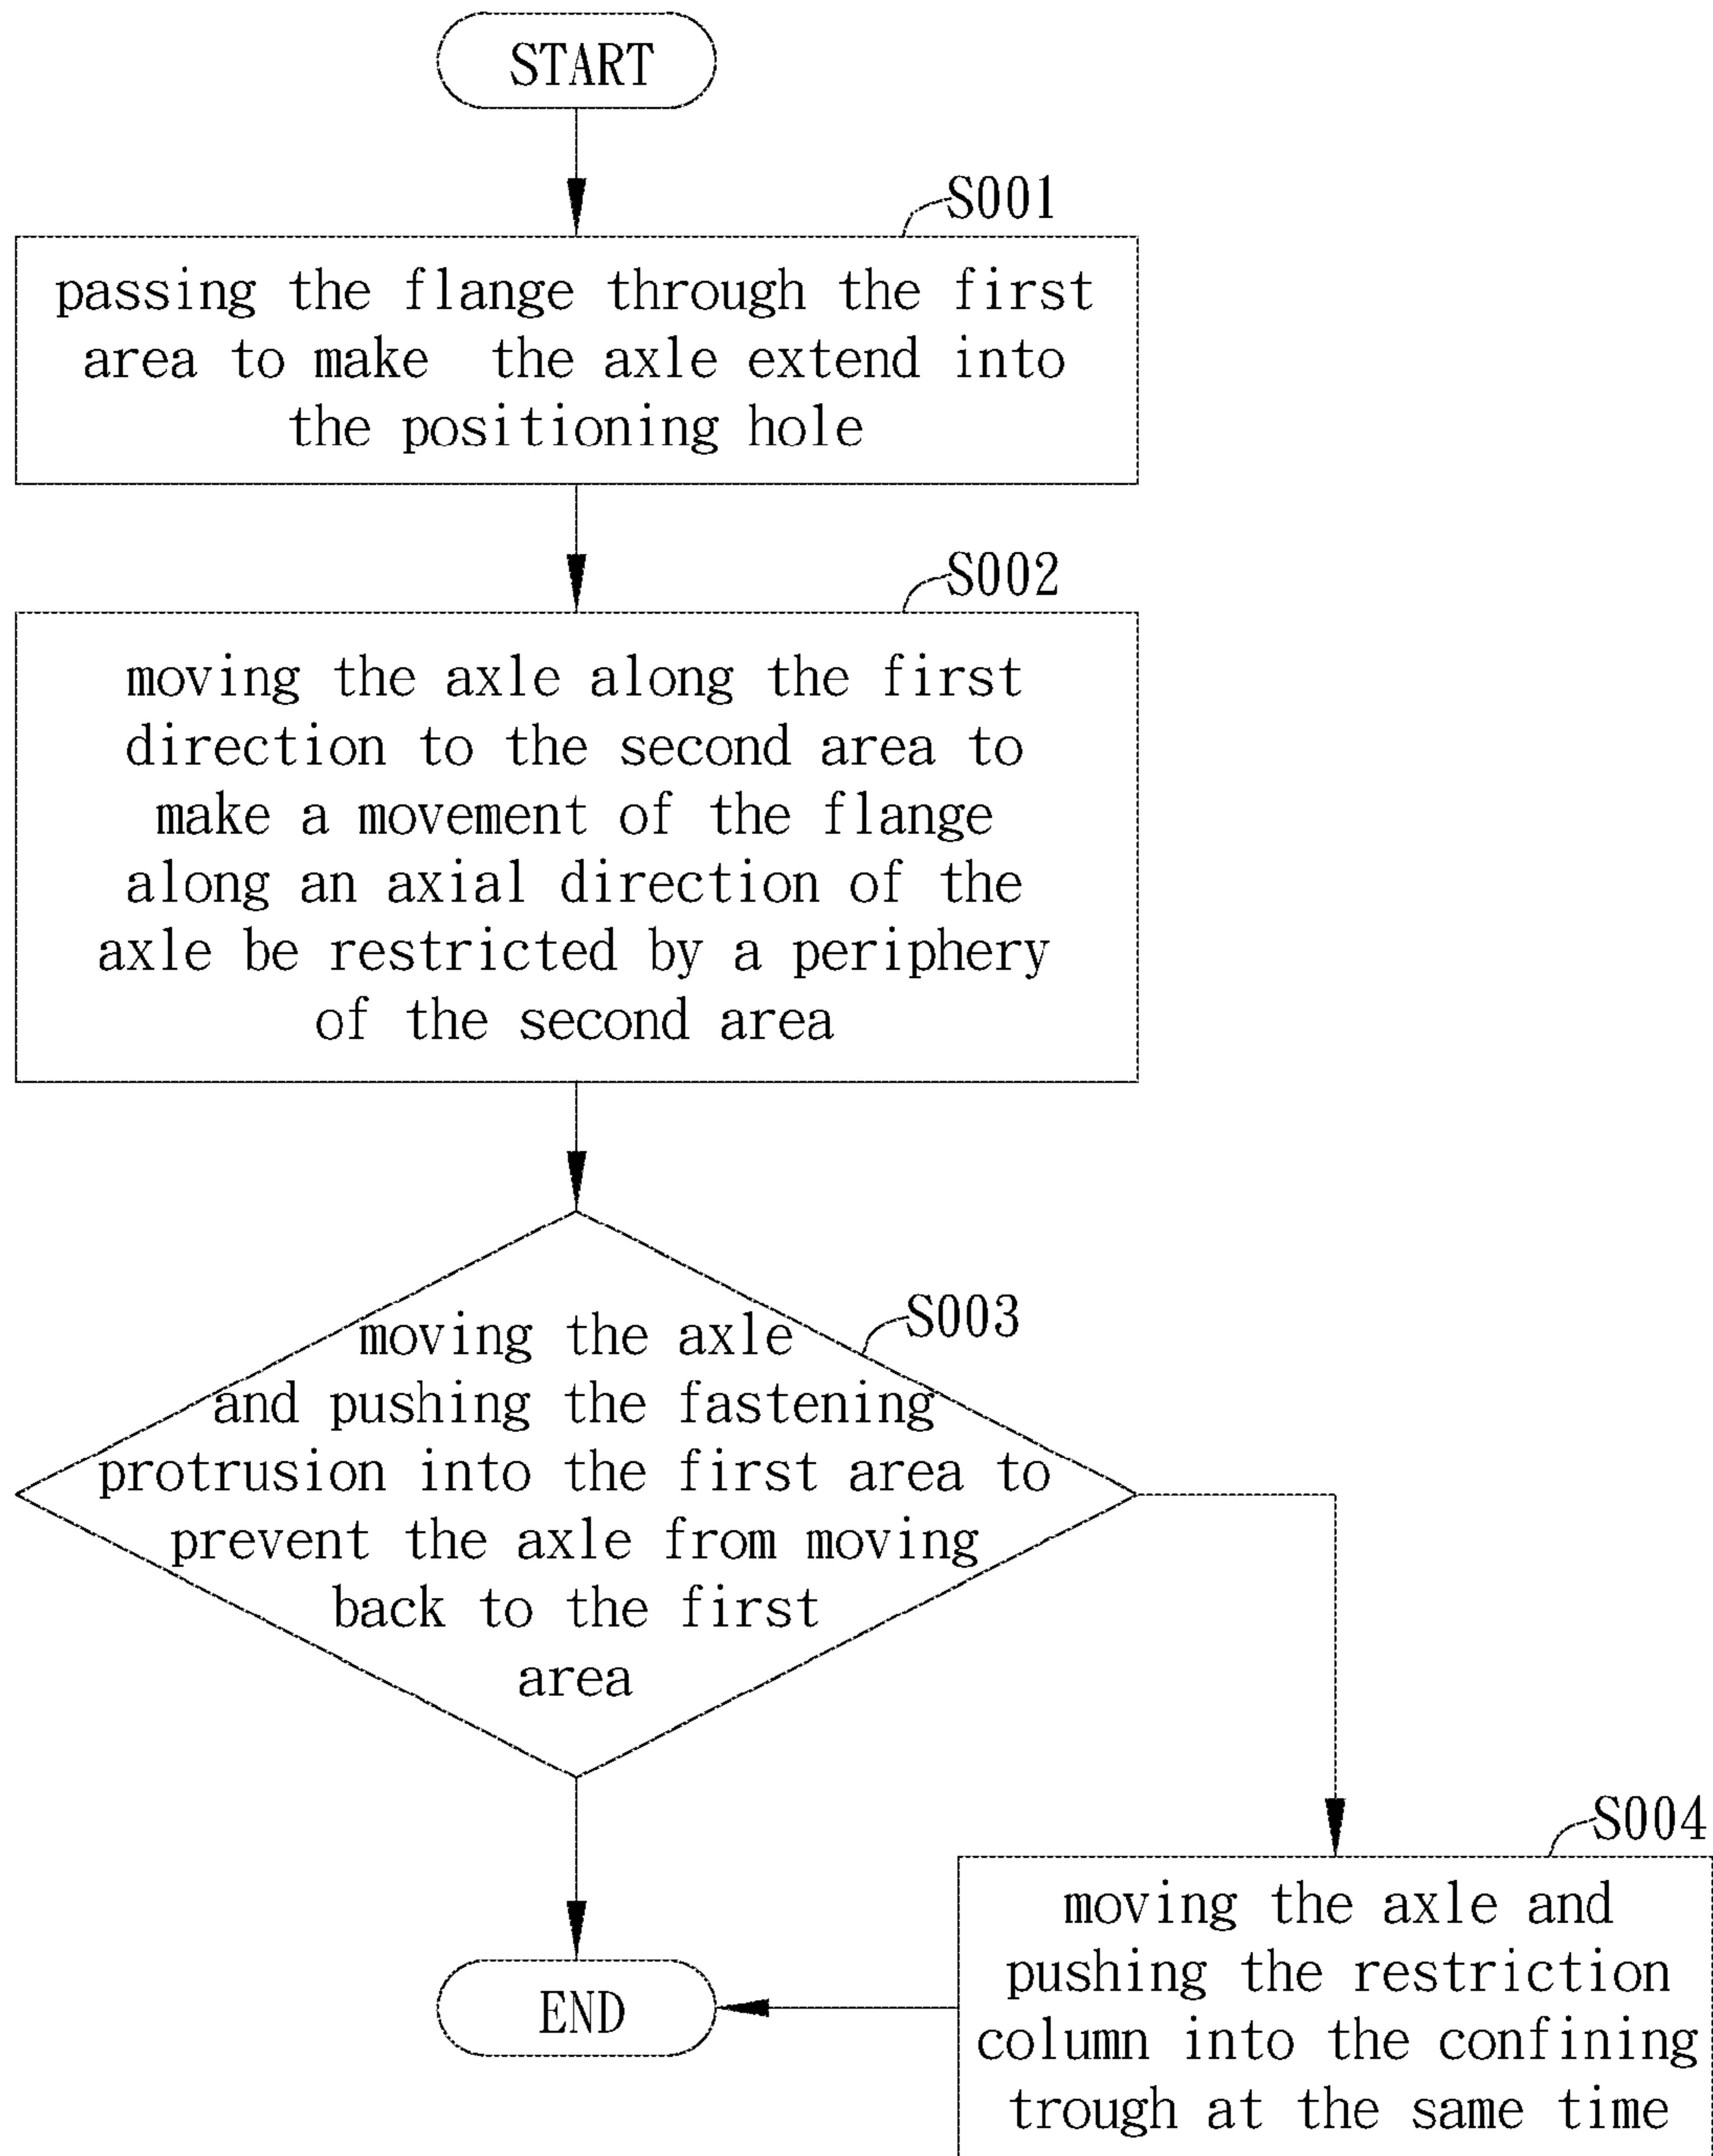 START
S001
passing the flange through the first
area to make the axle extend into
the positioning hole
S002
moving the axle along the first
direction to the second area to
make a movement of the flange
along an axial direction of the
axle be restricted by a periphery
of the second area
S003
moving the axle
and pushing the fastening
protrusion into the first area to
prevent the axle from moving
back to the first
area
S004
moving the axle and
pushing the restriction
column into the confining
trough at the same time
END